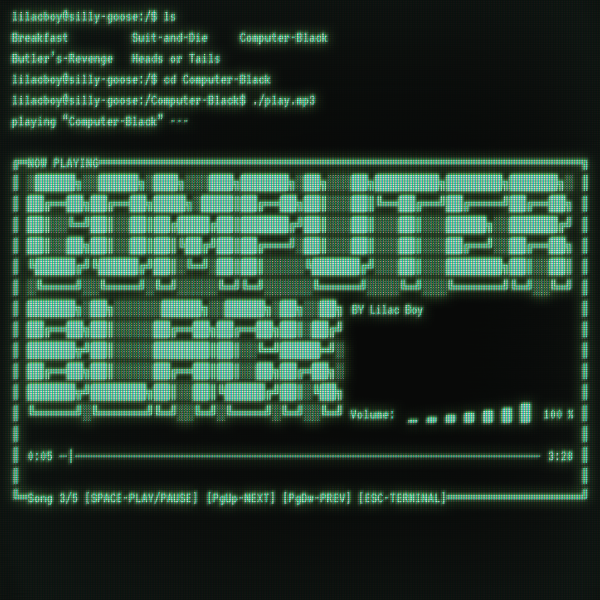 lilacboy@silly-goose:/$ ls
Breakfast Suit-and-Die Computer-Black
Butler's-Revenge Heads or Tails
lilacboy@silly-goose:/$ cd Computer-Black
lilacboy@silly-goose:/Computer-Black$ ./play.mp3
playing "Computer-Black" ---
NOW PLAYING
COMPUTER
BLACK
BY Lilac Boy
Volume: 100 %
0:05 3:28
Song 3/5 [SPACE-PLAY/PAUSE] [PgUp-NEXT] [PgDw-PREV] [ESC-TERMINAL]